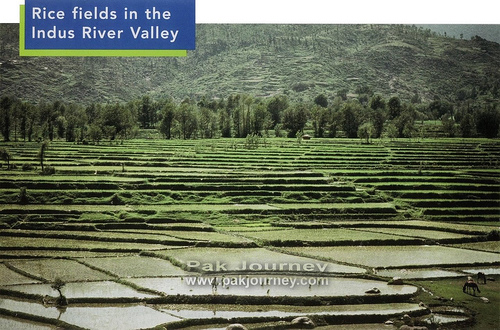 Rice fields in the
Indus River Valley
Pak Journey
www.pakjourney.com